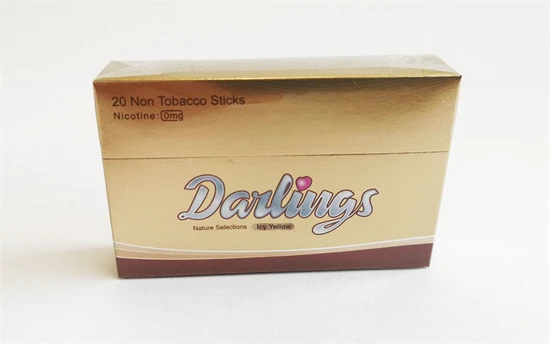 20 Non Tobacco Sticks
Nicotine: 0mg
Darlings
Nature Selections Icy Yellow